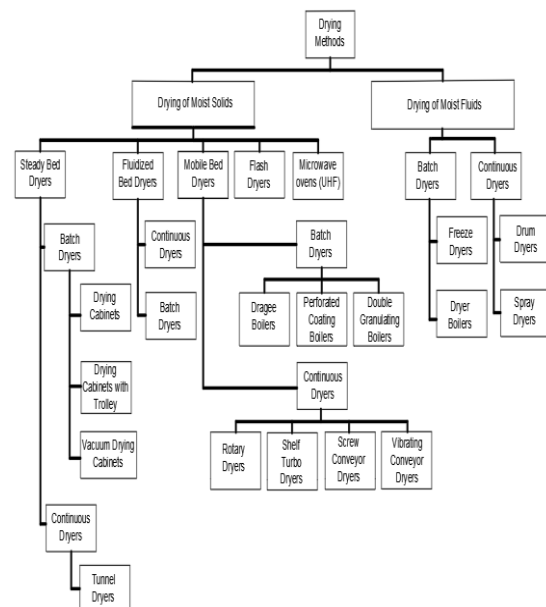 Drying
Methods
Drying of Moist Solids
Drying of Moist Fluids
Steady Bed
Dryers
Fluidized
Bed Dryers
Mobile Bed
Dryers
Flash
Dryers
Microwave
ovens (UHF)
Batch
Dryers
Continuous
Dryers
Batch
Dryers
Drying
Cabinets
Drying
Cabinets with
Trolley
Vacuum Drying
Cabinets
Continuous
Dryers
Tunnel
Dryers
Continuous
Dryers
Batch
Dryers
Batch
Dryers
Dragee
Boilers
Perforated
Coating
Boilers
Double
Granulating
Boilers
Continuous
Dryers
Rotary
Dryers
Shelf
Turbo
Dryers
Screw
Conveyor
Dryers
Vibrating
Conveyor
Dryers
Freeze
Dryers
Dryer
Boilers
Drum
Dryers
Spray
Dryers